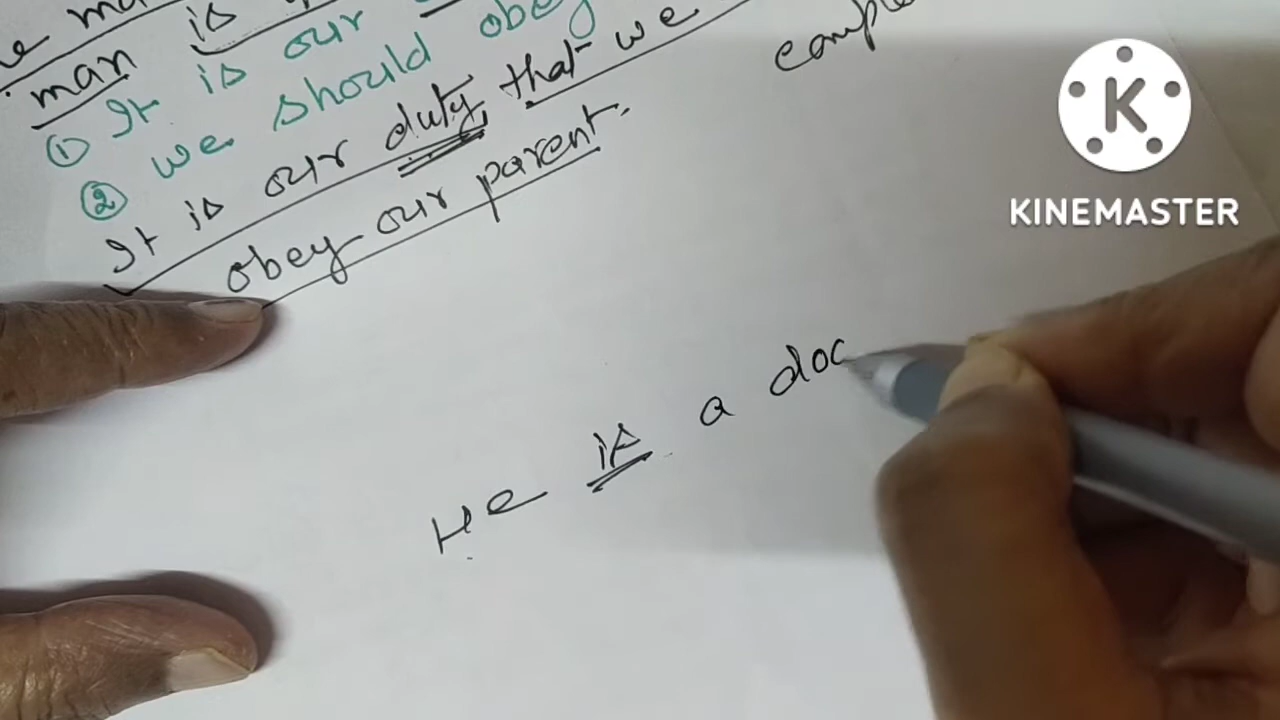 man is
① It is our
② we should obey
It is our duty that we
obey our parent.
He is a doc
KINEMASTER